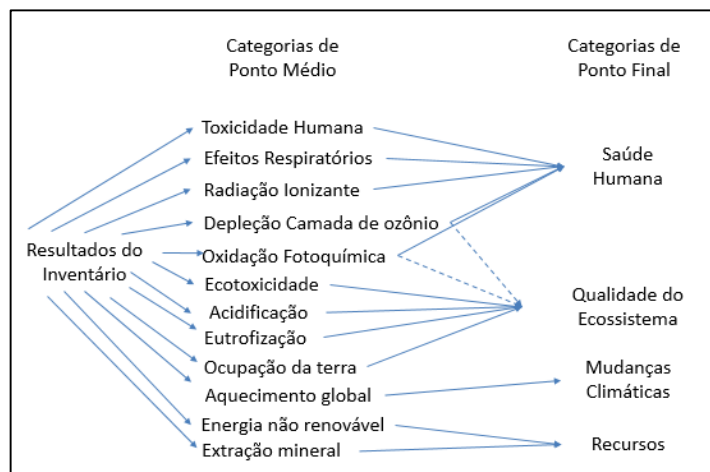 Categorias de
Ponto Médio
Categorias de
Ponto Final
Toxicidade Humana
Efeitos Respiratórios
Radiação Ionizante
Depleção Camada de ozônio
Oxidação Fotoquímica
Ecotoxicidade
Acidificação
Eutrofização
Ocupação da terra
Aquecimento global
Energia não renovável
Extração mineral
Resultados do
Inventário
Saúde
Humana
Qualidade do
Ecossistema
Mudanças
Climáticas
Recursos